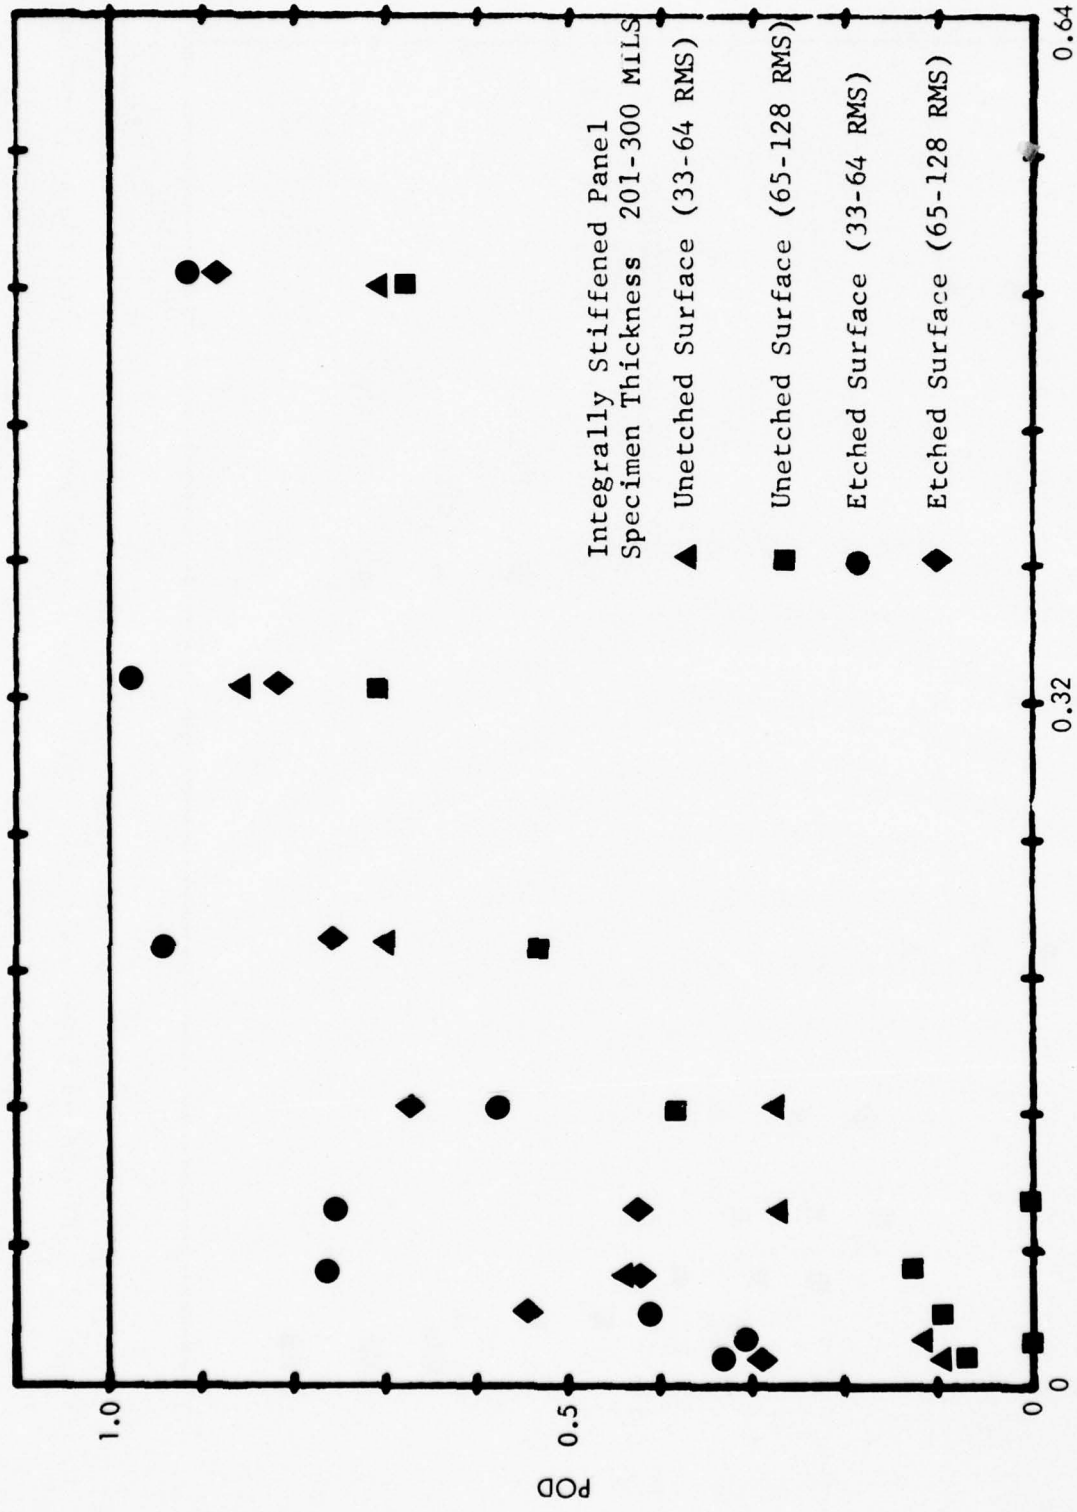 POD
1.0
0.5
0
0
0.32
0.64
Integrally Stiffened Panel
Specimen Thickness 201-300 MILS
Unetched Surface (33-64 RMS)
Unetched Surface (65-128 RMS)
Etched Surface (33-64 RMS)
Etched Surface (65-128 RMS)